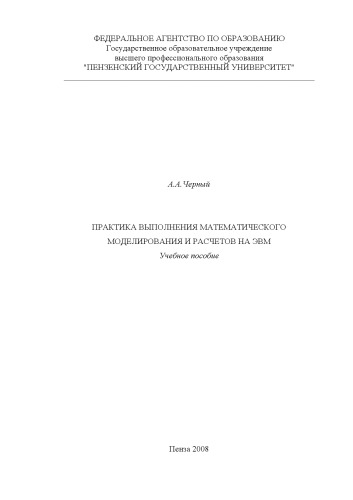 ФЕДЕРАЛЬНОЕ АГЕНТСТВО ПО ОБРАЗОВАНИЮ
Государственное образовательное учреждение
высшего профессионального образования
"ПЕНЗЕНСКИЙ ГОСУДАРСТВЕННЫЙ УНИВЕРСИТЕТ"
А.А.Черный
ПРАКТИКА ВЫПОЛНЕНИЯ МАТЕМАТИЧЕСКОГО
МОДЕЛИРОВАНИЯ И РАСЧЕТОВ НА ЭВМ
Учебное пособие
Пенза 2008